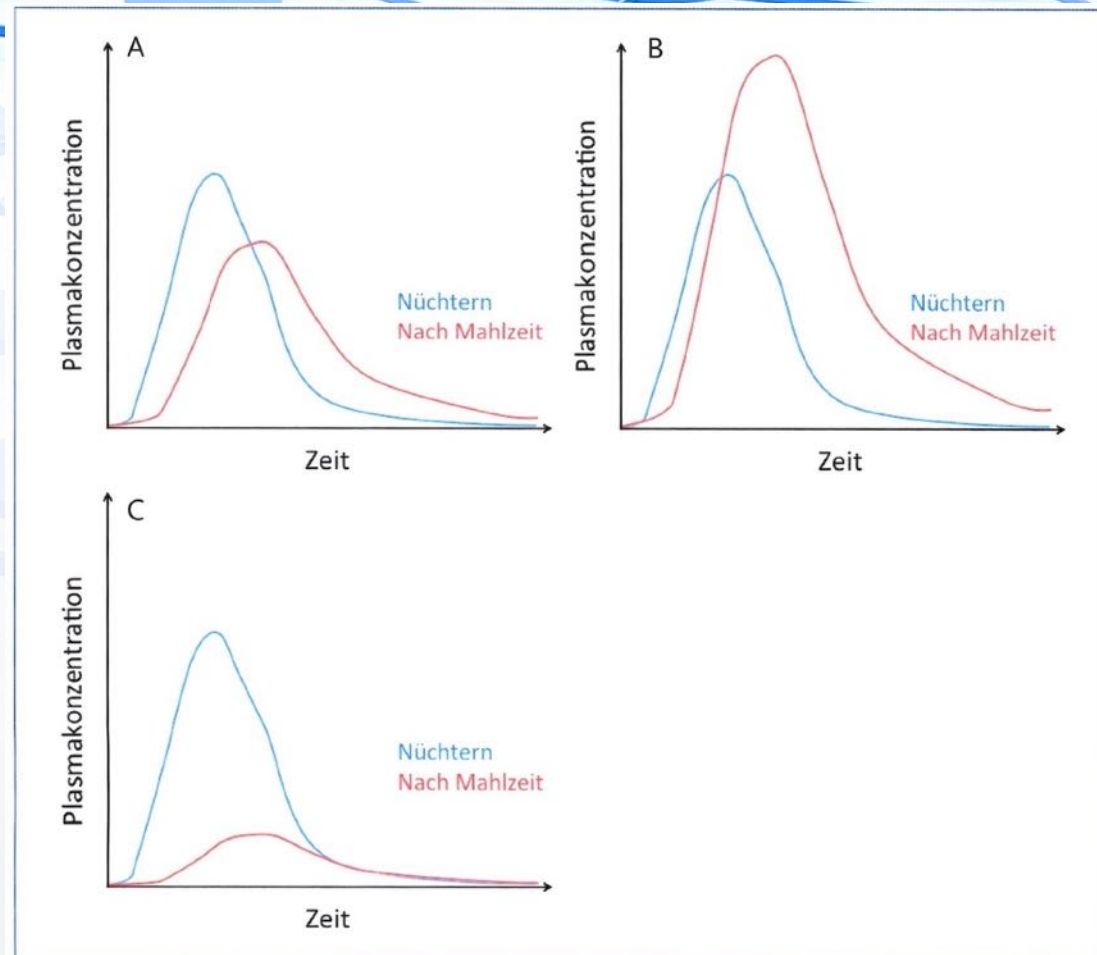 A
Plasmakonzentration
Nüchtern
Nach Mahlzeit
Zeit
B
Plasmakonzentration
Nüchtern
Nach Mahlzeit
Zeit
C
Plasmakonzentration
Nüchtern
Nach Mahlzeit
Zeit